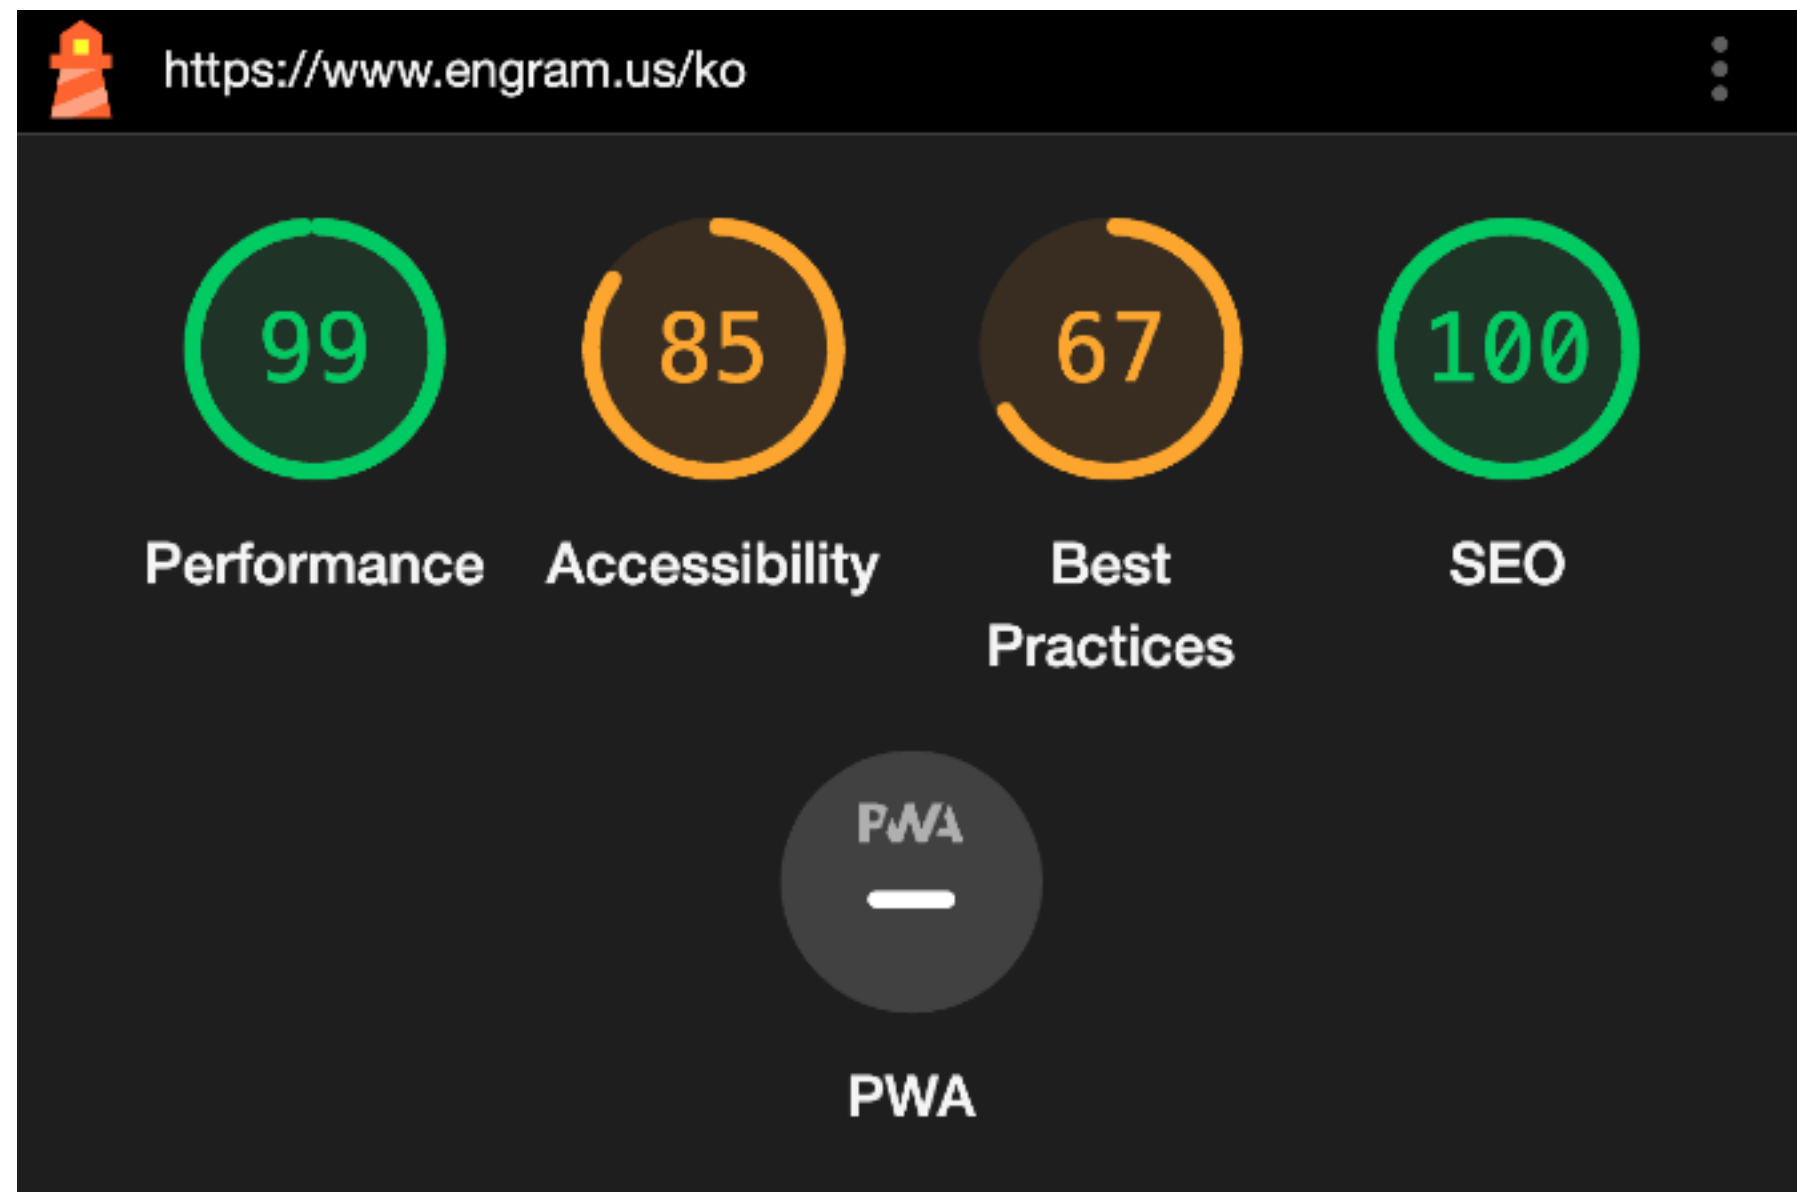 https://www.engram.us/ko
99
85
67
100
Performance
Accessibility
Best
Practices
SEO
PWA
PWA